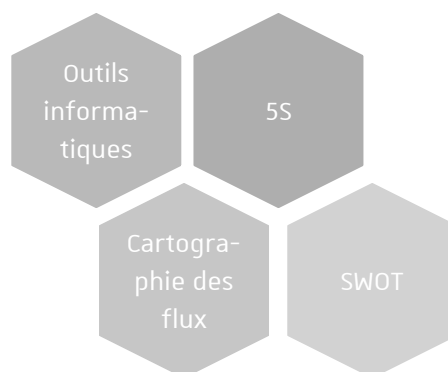 Outils
informa-
tiques
5S
Cartogra-
phie des
flux
SWOT